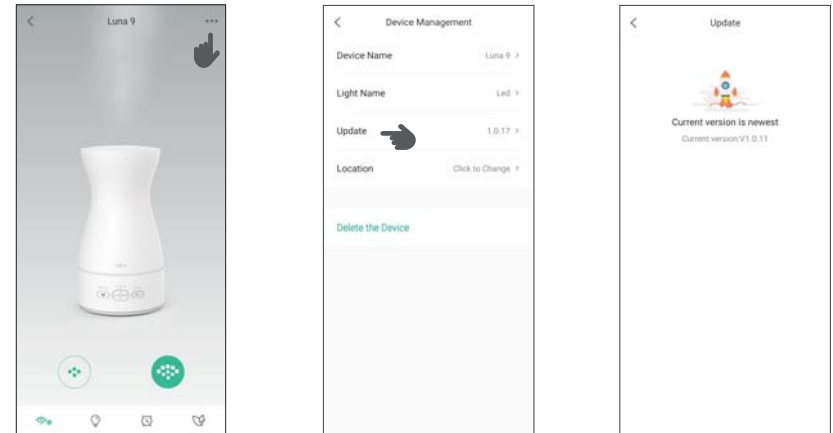 Luna 9
Device Management
Device Name Luna 9
Light Name Led
Update 1.0.17
Location Click to Change
Delete the Device
Update
Current version is newest
Current version:V1.0.11